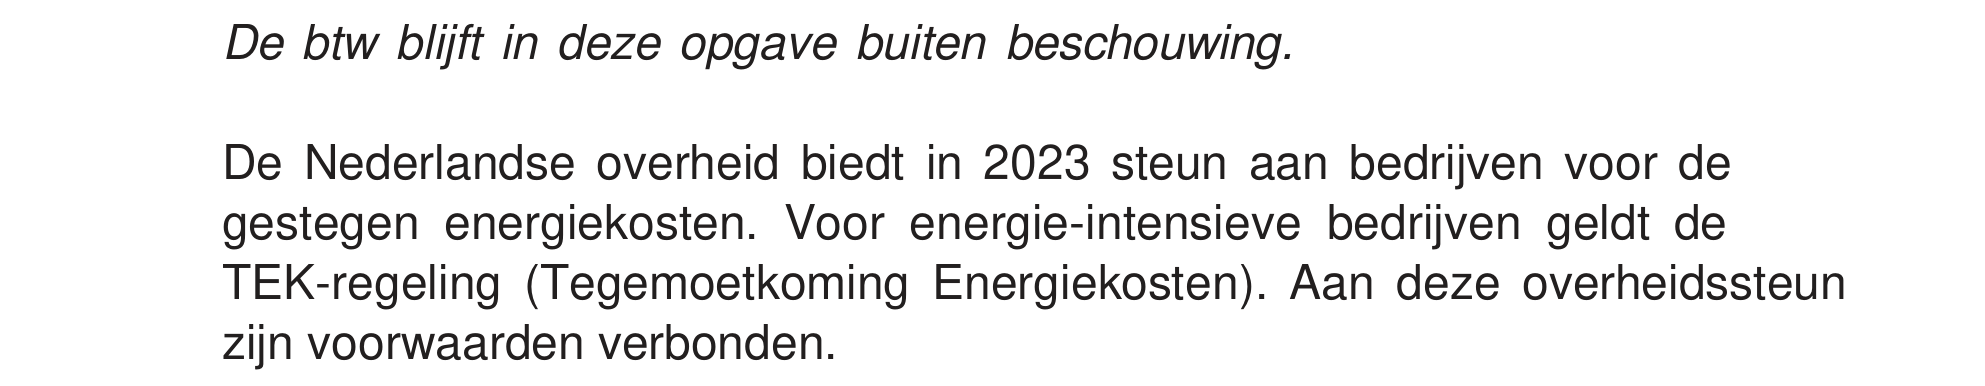 De btw blijft in deze opgave buiten beschouwing.
De Nederlandse overheid biedt in 2023 steun aan bedrijven voor de
gestegen energiekosten. Voor energie-intensieve bedrijven geldt de
TEK-regeling (Tegemoetkoming Energiekosten). Aan deze overheidssteun
zijn voorwaarden verbonden.